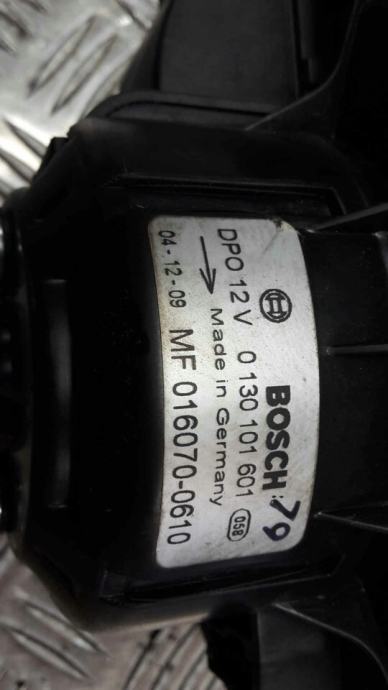 BOSCH 79
DPO 12 V 0 130 101 601 058
Made in Germany
04-12-09 MF 016070-0610